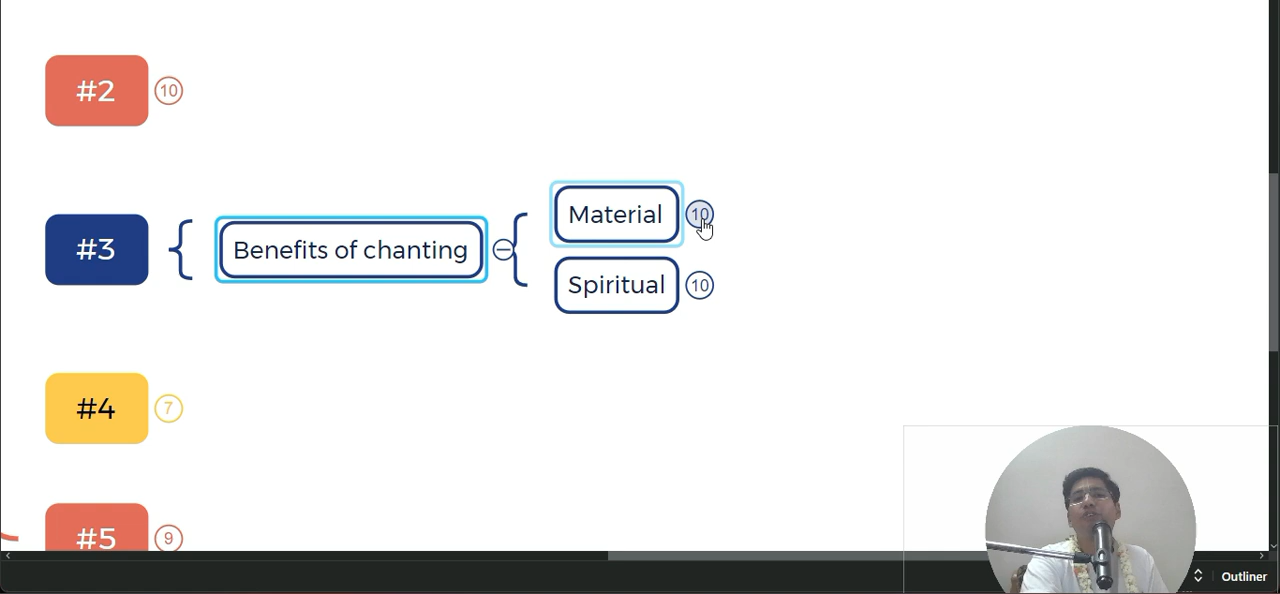 #2 10
#3 Benefits of chanting Material 10
Spiritual 10
#4 7
#5 9
Outliner